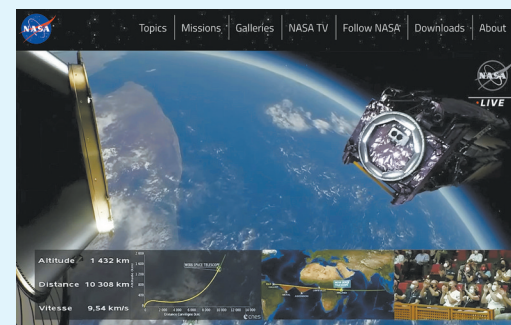 NASA
Topics
Missions
Galleries
NASA TV
Follow NASA
Downloads
About
NASA
LIVE
Altitude 1 432 km
Distance 10 308 km
Vitesse 9,54 km/s
cnes